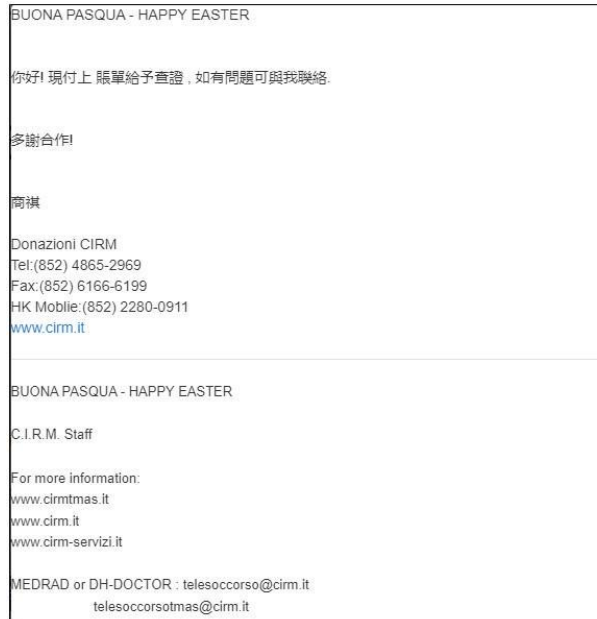 BUONA PASQUA - HAPPY EASTER
你好! 現付上 賬單給予查證 , 如有問題可與我聯絡.
多謝合作!
商祺
Donazioni CIRM
Tel:(852) 4865-2969
Fax:(852) 6166-6199
HK Moblie:(852) 2280-0911
www.cirm.it
BUONA PASQUA - HAPPY EASTER
C.I.R.M. Staff
For more information:
www.cirmtmas.it
www.cirm.it
www.cirm-servizi.it
MEDRAD or DH-DOCTOR : telesoccorso@cirm.it
telesoccorsotmas@cirm.it